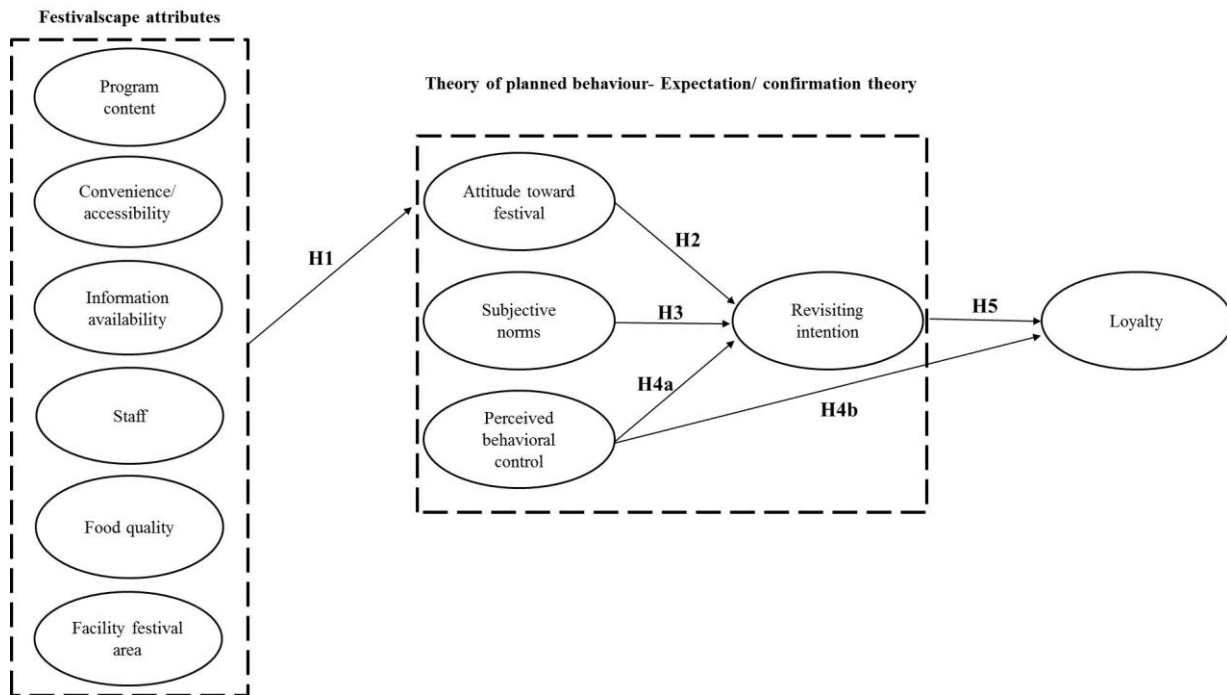 Festivalscape attributes
Program
content
Convenience/
accessibility
Information
availability
Staff
Food quality
Facility festival
area
H1
Theory of planned behaviour- Expectation/ confirmation theory
Attitude toward
festival
Subjective
norms
Perceived
behavioral
control
H2
H3
H4a
Revisiting
intention
H5
H4b
Loyalty